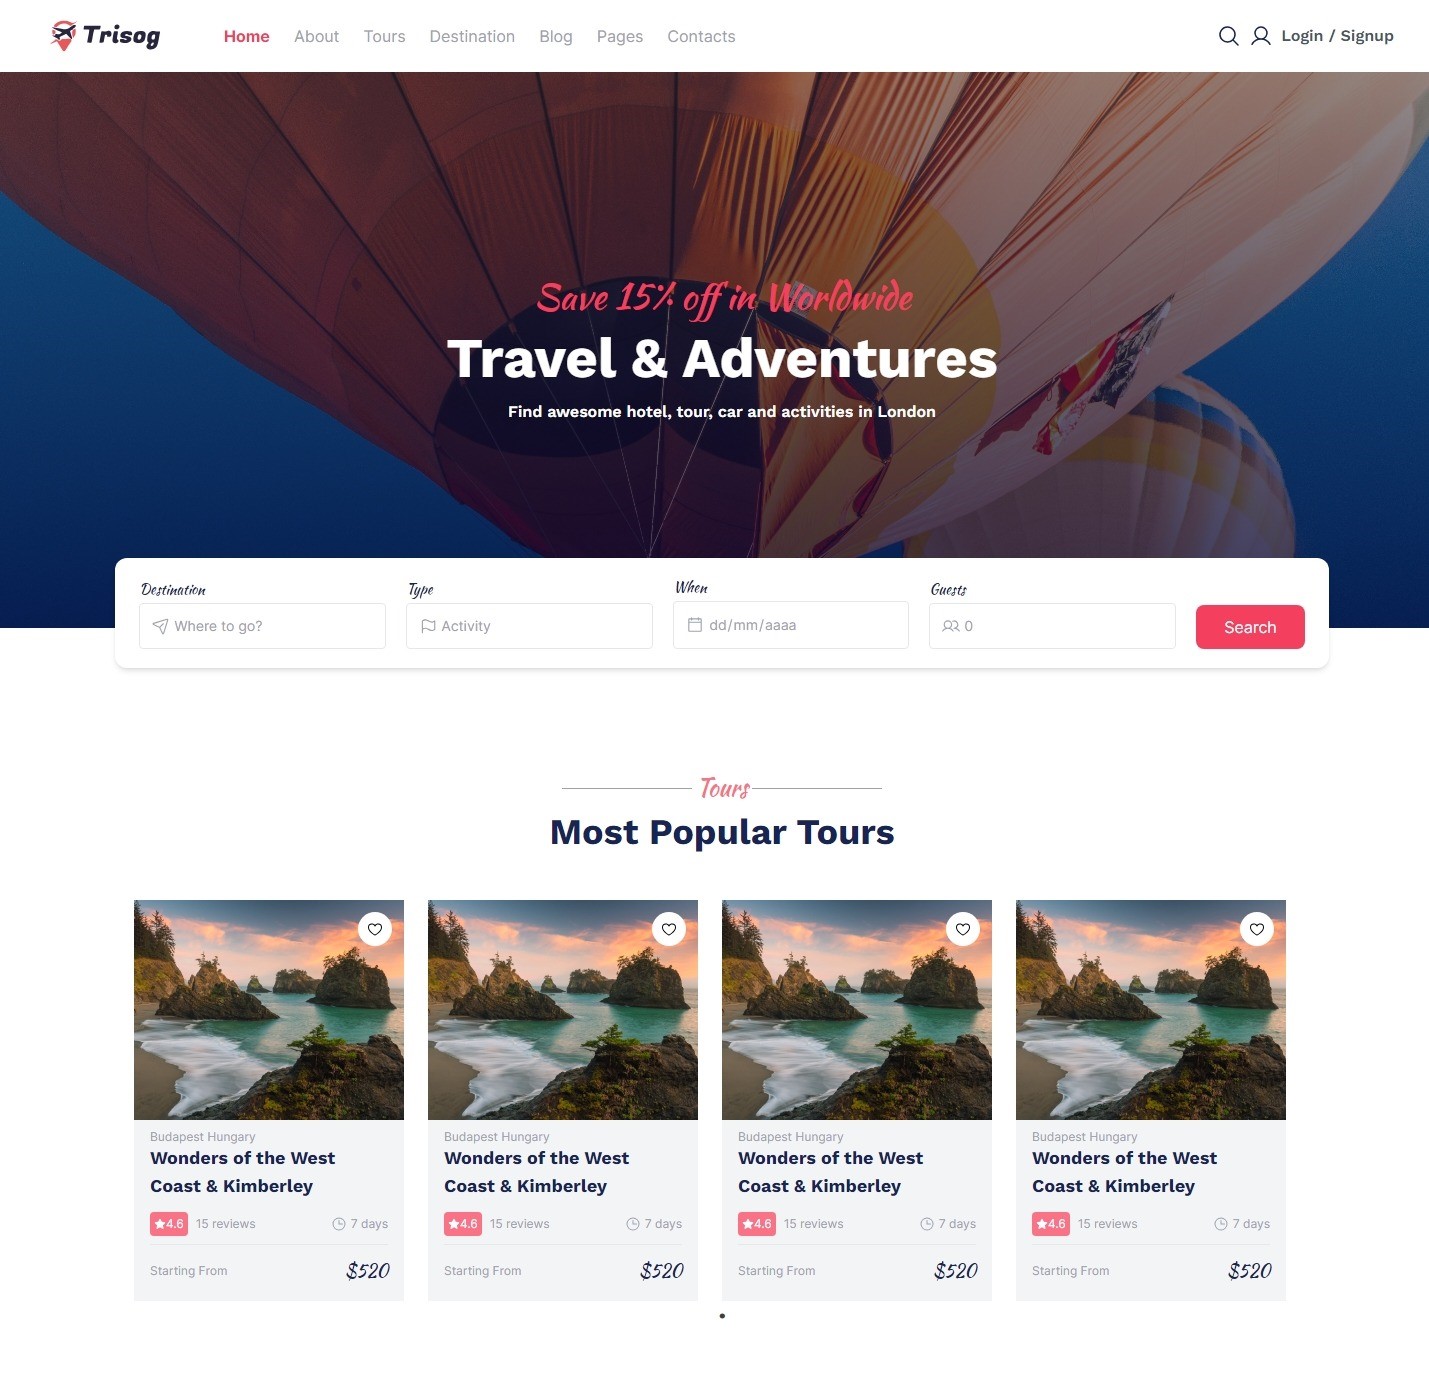 Trisog
Home About Tours Destination Blog Pages Contacts
Login / Signup
Save 15% off in Worldwide
Travel & Adventures
Find awesome hotel, tour, car and activities in London
Destination Type When Guests
Where to go? Activity dd/mm/aaaa 0 Search
Tours
Most Popular Tours
Budapest Hungary
Wonders of the West
Coast & Kimberley
4.6 15 reviews 7 days
Starting From $520
Budapest Hungary
Wonders of the West
Coast & Kimberley
4.6 15 reviews 7 days
Starting From $520
Budapest Hungary
Wonders of the West
Coast & Kimberley
4.6 15 reviews 7 days
Starting From $520
Budapest Hungary
Wonders of the West
Coast & Kimberley
4.6 15 reviews 7 days
Starting From $520